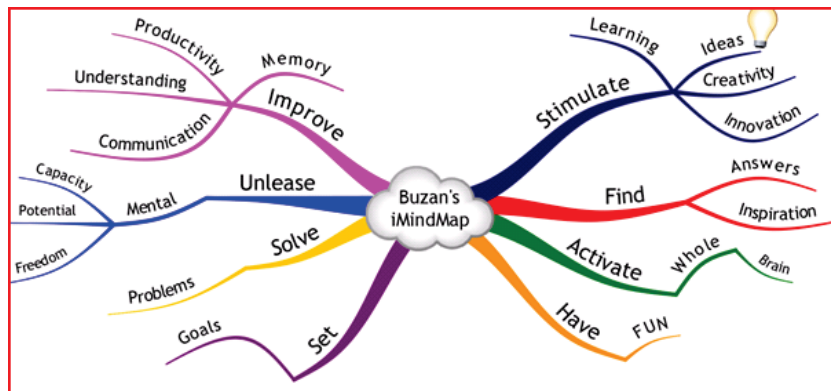 Buzan's
iMindMap
Stimulate
Learning
Ideas
Creativity
Innovation
Find
Answers
Inspiration
Activate
Whole
Brain
Have
FUN
Set
Goals
Solve
Problems
Unlease
Mental
Capacity
Potential
Freedom
Improve
Productivity
Understanding
Communication
Memory